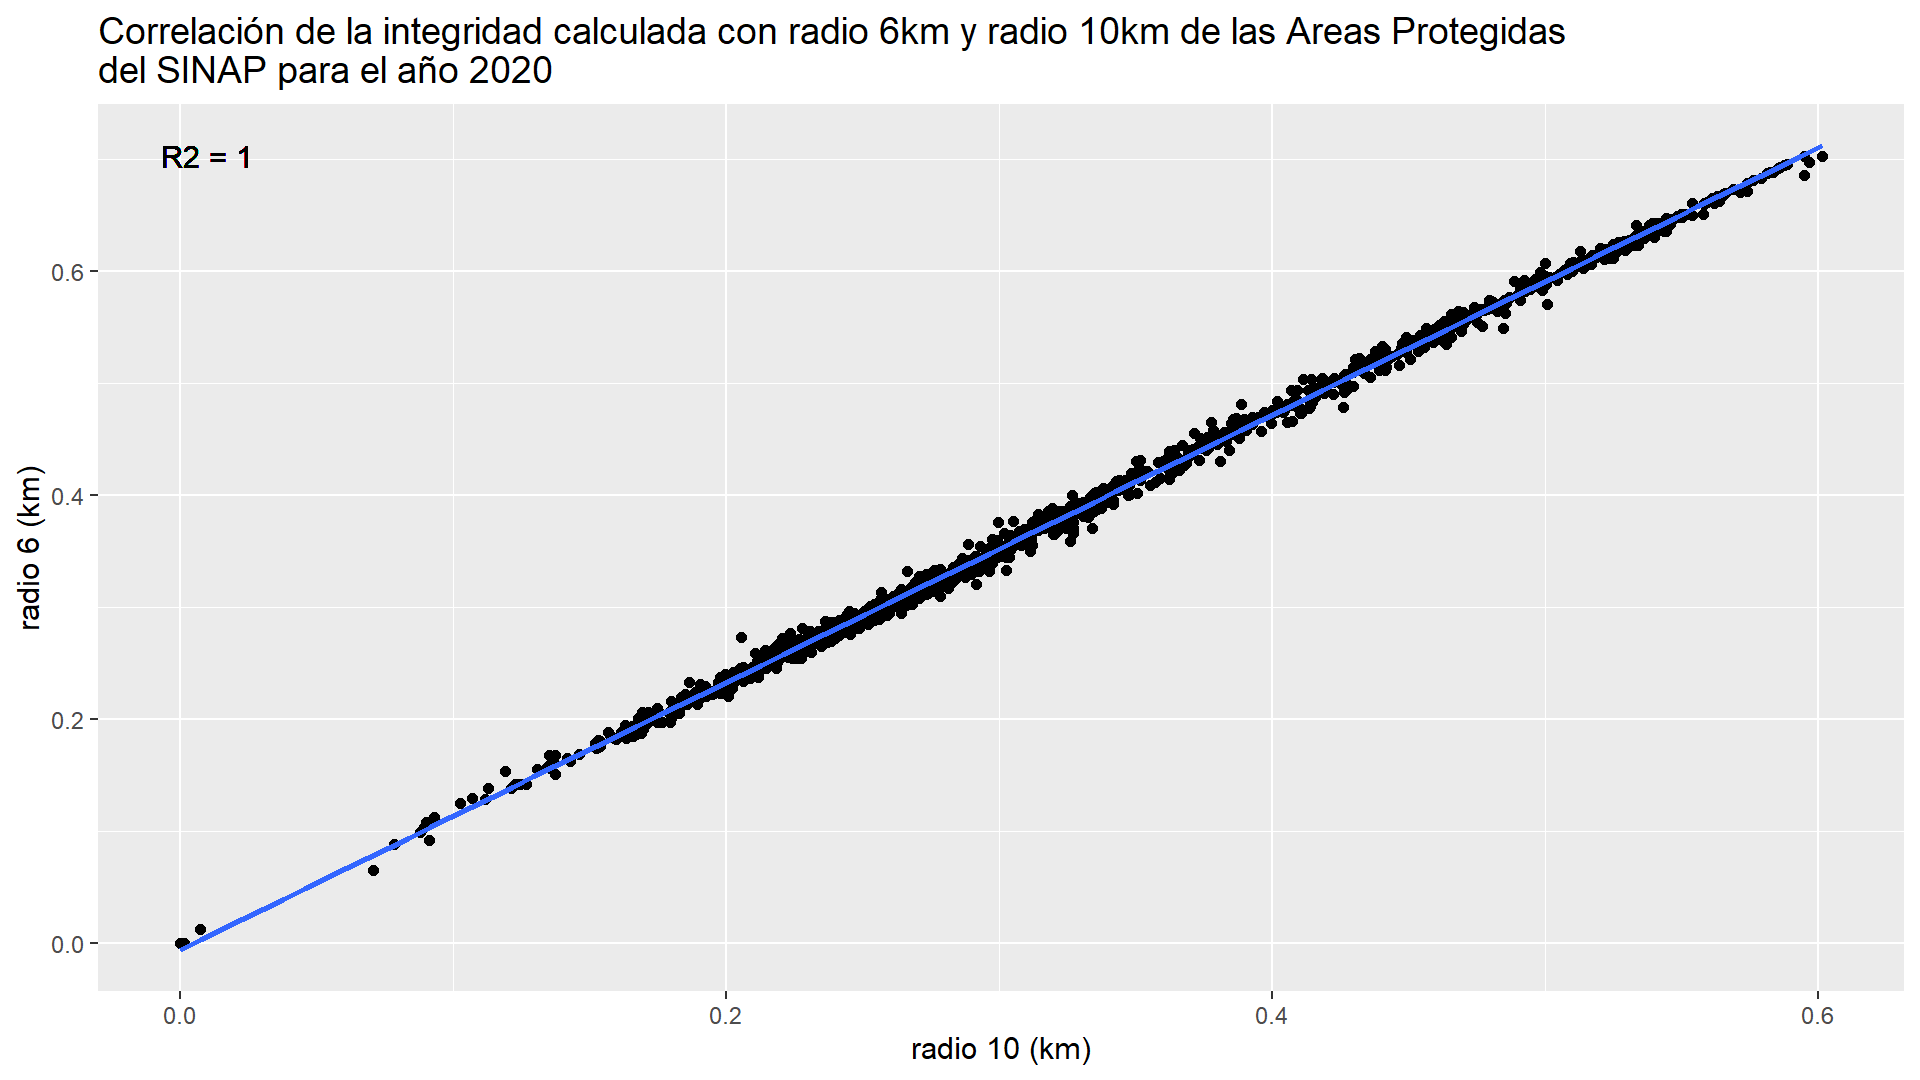 Correlación de la integridad calculada con radio 6km y radio 10km de las Areas Protegidas
del SINAP para el año 2020
R2 = 1
0.6
0.4
0.2
0.0
radio 6 (km)
0.0
0.2
0.4
0.6
radio 10 (km)